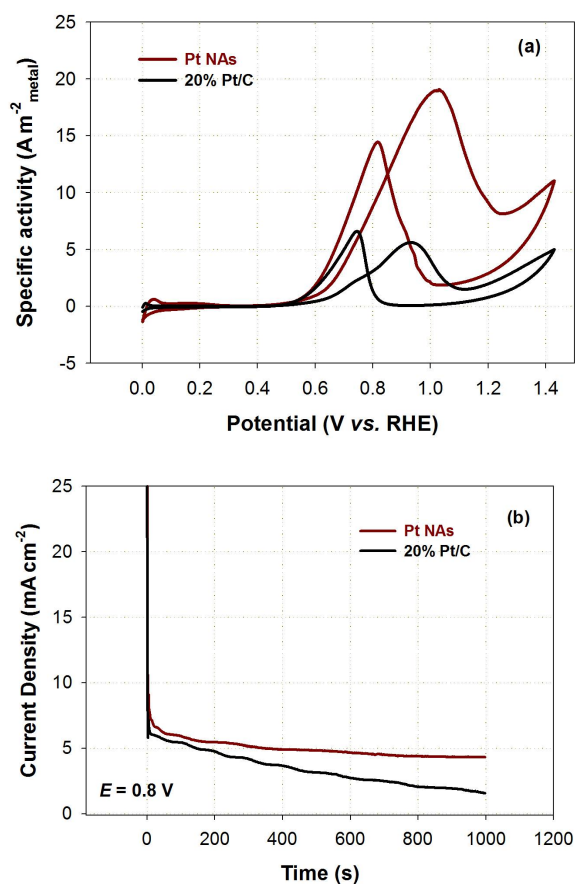 25
20
15
10
5
0
-5
Specific activity (A m⁻² metal)
Pt NAs
20% Pt/C
(a)
0.0 0.2 0.4 0.6 0.8 1.0 1.2 1.4
Potential (V vs. RHE)
25
20
15
10
5
0
Current Density (mA cm⁻²)
Pt NAs
20% Pt/C
(b)
E = 0.8 V
0 200 400 600 800 1000 1200
Time (s)